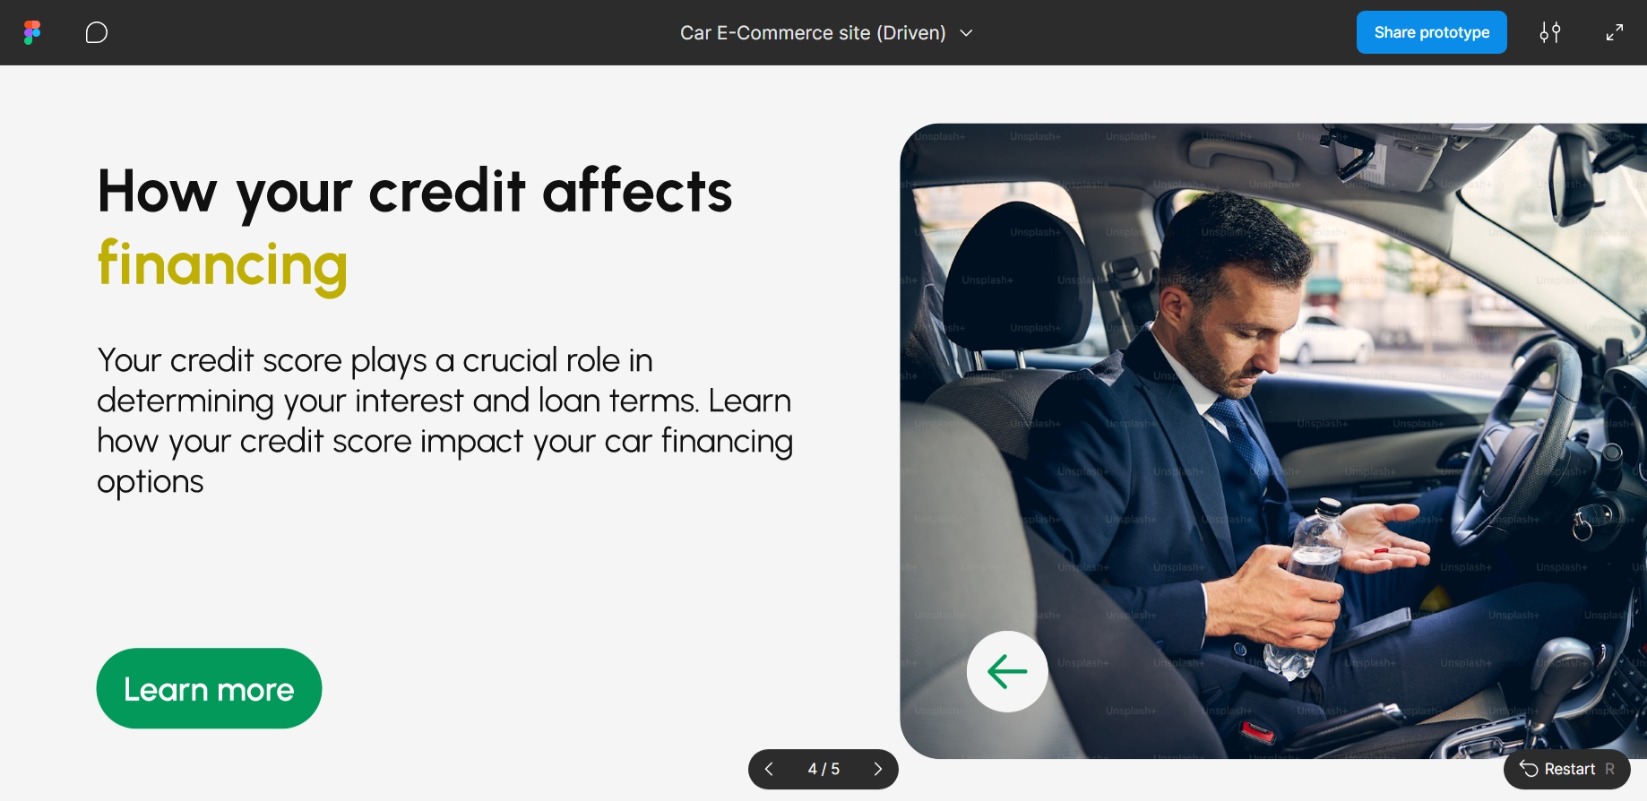 Car E-Commerce site (Driven)
Share prototype
How your credit affects
financing
Your credit score plays a crucial role in
determining your interest and loan terms. Learn
how your credit score impact your car financing
options
Learn more
Unsplash+
4 / 5
Restart R